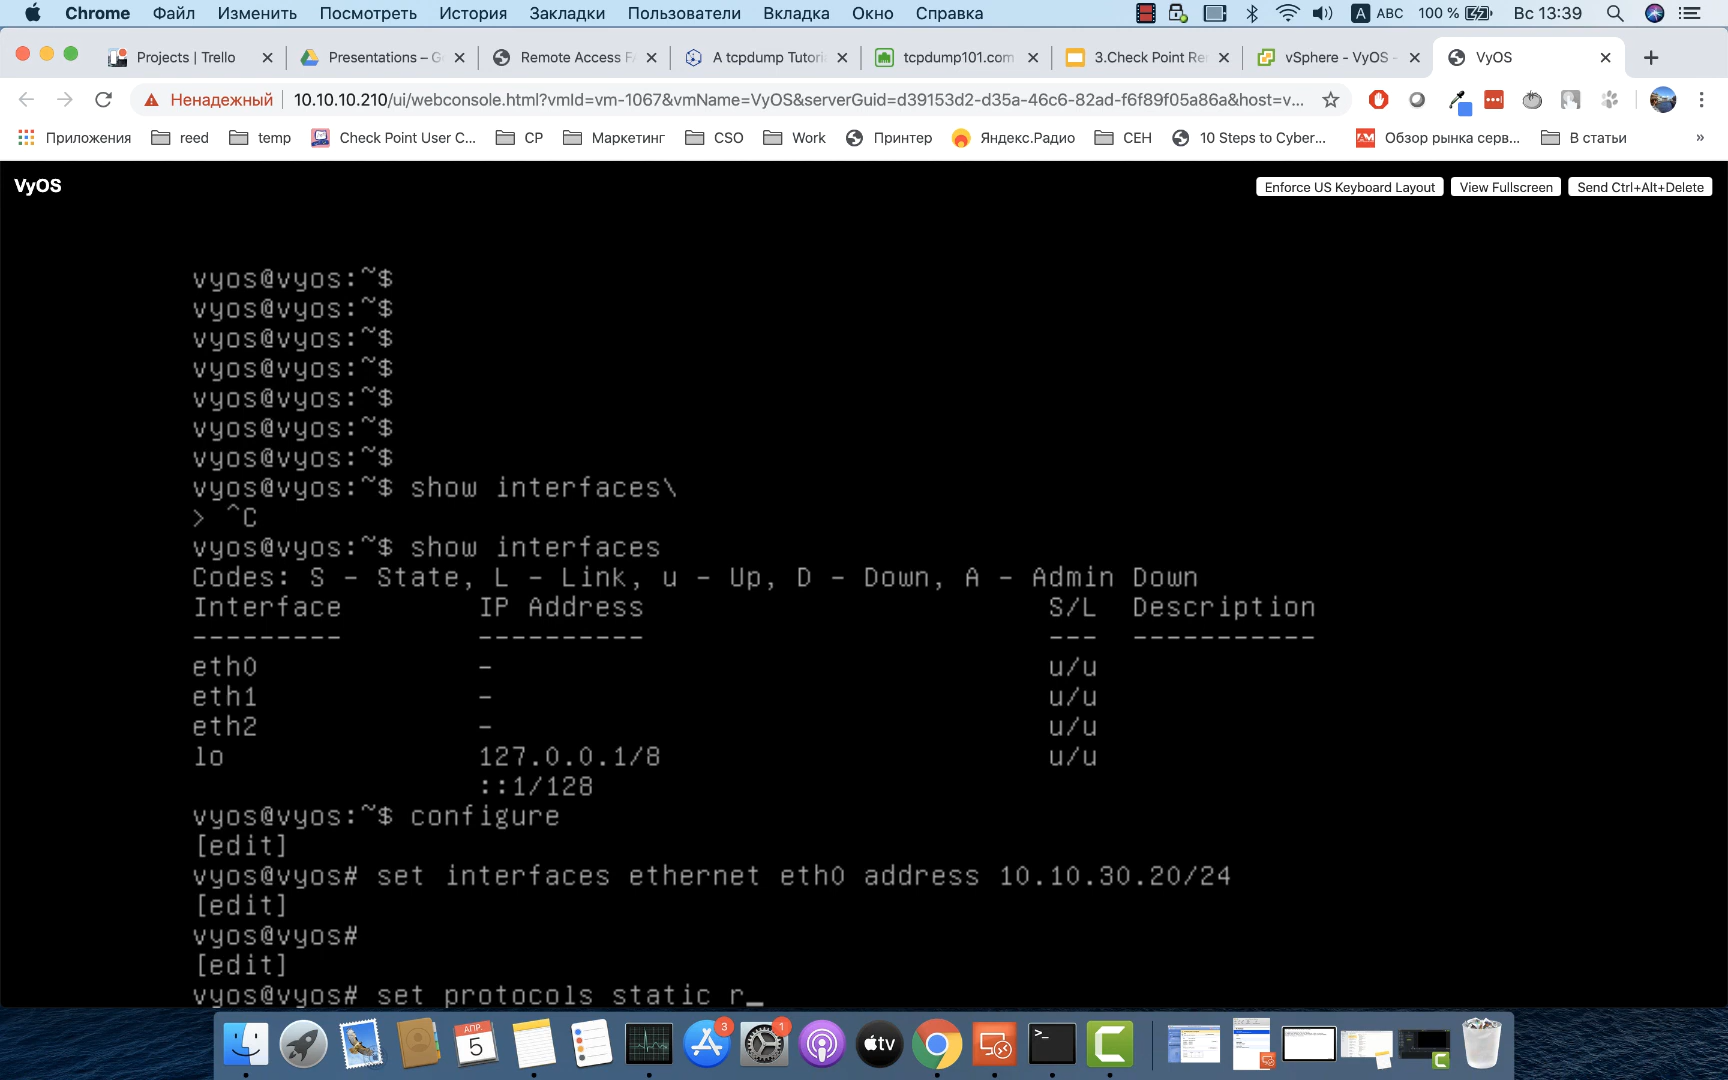 Chrome Файл Изменить Посмотреть История Закладки Пользователи Вкладка Окно Справка A ABC 100 % Вс 13:39
Projects | Trello Presentations – G Remote Access FA A tcpdump Tutori tcpdump101.com 3.Check Point Re vSphere - VyOS - VyOS
Ненадежный 10.10.10.210/ui/webconsole.html?vmId=vm-1067&vmName=VyOS&serverGuid=d39153d2-d35a-46c6-82ad-f6f89f05a86a&host=v...
Приложения reed temp Check Point User C... CP Маркетинг CSO Work Принтер Яндекс.Радио CEH 10 Steps to Cyber... Обзор рынка серв... В статьи »
VyOS Enforce US Keyboard Layout View Fullscreen Send Ctrl+Alt+Delete
vyos@vyos:~$
vyos@vyos:~$
vyos@vyos:~$
vyos@vyos:~$
vyos@vyos:~$
vyos@vyos:~$
vyos@vyos:~$
vyos@vyos:~$ show interfaces\
> ^C
vyos@vyos:~$ show interfaces
Codes: S - State, L - Link, u - Up, D - Down, A - Admin Down
Interface IP Address S/L Description
--------- ---------- --- -----------
eth0 - u/u
eth1 - u/u
eth2 - u/u
lo 127.0.0.1/8 u/u
::1/128
vyos@vyos:~$ configure
[edit]
vyos@vyos# set interfaces ethernet eth0 address 10.10.30.20/24
[edit]
vyos@vyos#
[edit]
vyos@vyos# set protocols static r_
АПР 5 3 1 tv >_